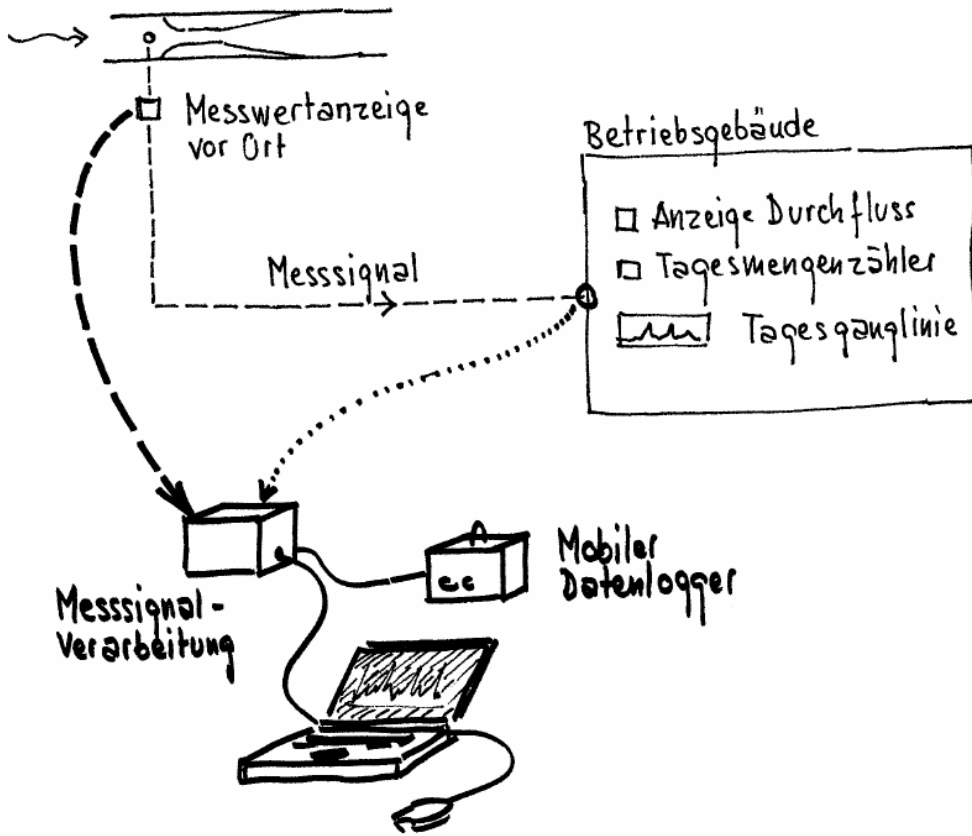 Messwertanzeige
vor Ort
Betriebsgebäude
Anzeige Durchfluss
Tagesmengenzähler
Tagesganglinie
Messsignal
Mobiler
Datenlogger
Messsignal-
Verarbeitung